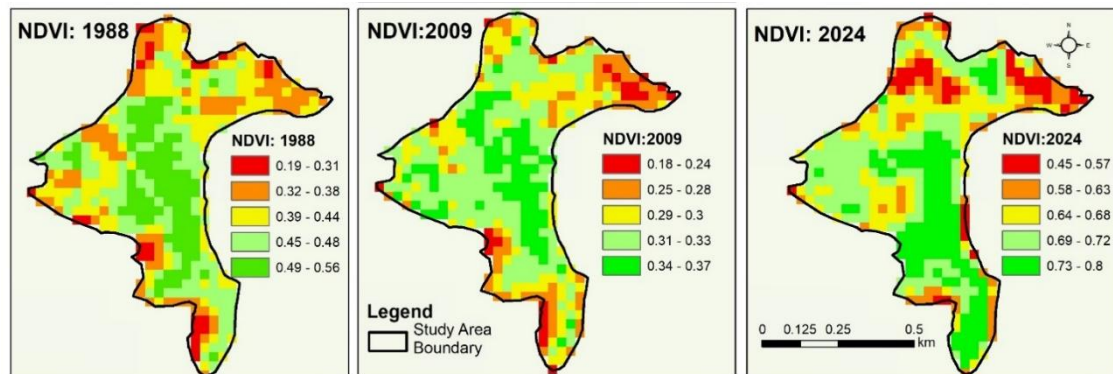 NDVI: 1988
NDVI: 1988
0.19 - 0.31
0.32 - 0.38
0.39 - 0.44
0.45 - 0.48
0.49 - 0.56
NDVI:2009
NDVI:2009
0.18 - 0.24
0.25 - 0.28
0.29 - 0.3
0.31 - 0.33
0.34 - 0.37
Legend
Study Area
Boundary
NDVI: 2024
N
W E
S
NDVI:2024
0.45 - 0.57
0.58 - 0.63
0.64 - 0.68
0.69 - 0.72
0.73 - 0.8
0 0.125 0.25 0.5
km